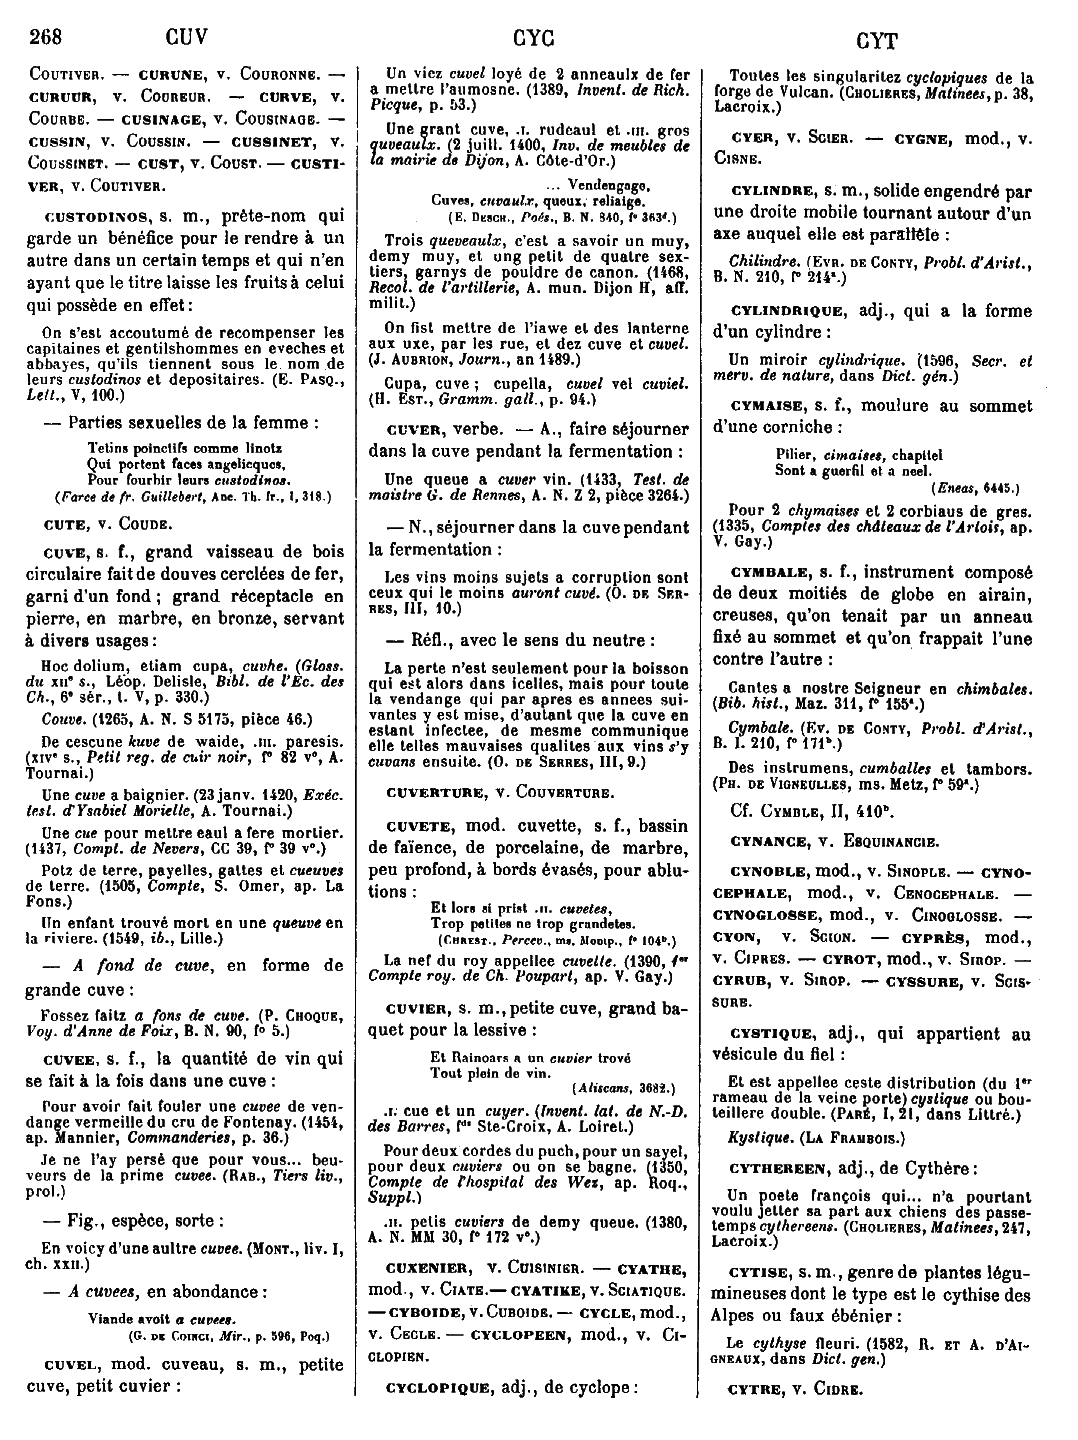 268 CUV CYC CYT
COUTIVER. — CURUNE, v. COURONNE. —
CURUUR, v. COUREUR. — CURVE, v.
COURBE. — CUSINAGE, v. COUSINAGE. —
CUSSIN, v. COUSSIN. — CUSSINET, v.
COUSSINET. — CUST, v. COUST. — CUSTI-
VER, v. COUTIVER.
CUSTODINOS, s. m., prête-nom qui
garde un bénéfice pour le rendre à un
autre dans un certain temps et qui n'en
ayant que le titre laisse les fruits à celui
qui possède en effet :
On s'est accoutumé de recompenser les
capitaines et gentilshommes en eveches et
abbayes, qu'ils tiennent sous le nom de
leurs custodinos et depositaires. (E. PASQ.,
Lett., V, 100.)
— Parties sexuelles de la femme :
Tetins poinctifs comme linotz
Qui portent faces angelicques,
Pour fourbir leurs custodinos.
(Farce de fr. Guillebert, Anc. Th. fr., I, 318.)
CUTE, v. COUDE.
CUVE, s. f., grand vaisseau de bois
circulaire fait de douves cerclées de fer,
garni d'un fond ; grand réceptacle en
pierre, en marbre, en bronze, servant
à divers usages :
Hoc dolium, etiam cupa, cuvhe. (Gloss.
du XIIe s., Léop. Delisle, Bibl. de l'Ec. des
Ch., 6e sér., t. V, p. 330.)
Couve. (1265, A. N. S 5175, pièce 46.)
De cescune kuve de waide, .III. paresis.
(XIVe s., Petit reg. de cuir noir, f° 82 v°, A.
Tournai.)
Une cuve a baignier. (23 janv. 1420, Exéc.
test. d'Ysabiel Morielle, A. Tournai.)
Une cue pour mettre eaul a fere mortier.
(1437, Compt. de Nevers, CC 39, f° 39 v°.)
Potz de terre, payelles, gattes et cueuves
de terre. (1505, Compte, S. Omer, ap. La
Fons.)
Un enfant trouvé mort en une queuve en
la riviere. (1549, ib., Lille.)
— A fond de cuve, en forme de
grande cuve :
Fossez faitz a fons de cuve. (P. CHOQUE,
Voy. d'Anne de Foix, B. N. 90, fo 5.)
CUVEE, s. f., la quantité de vin qui
se fait à la fois dans une cuve :
Pour avoir fait fouler une cuvee de ven-
dange vermeille du cru de Fontenay. (1454,
ap. Mannier, Commanderies, p. 36.)
Je ne l'ay persé que pour vous... beu-
veurs de la prime cuvee. (RAB., Tiers liv.,
prol.)
— Fig., espèce, sorte :
En voicy d'une aultre cuvee. (MONT., liv. I,
ch. XXII.)
— A cuvees, en abondance :
Viande avoit a cuvees.
(G. DE COINCI, Mir., p. 596, Poq.)
CUVEL, mod. cuveau, s. m., petite
cuve, petit cuvier :
Un viez cuvel loyé de 2 anneaulx de fer
a mettre l'aumosne. (1389, Invent. de Rich.
Picque, p. 53.)
Une grant cuve, .I. rudeaul et .III. gros
quveaulx. (2 juill. 1400, Inv. de meubles de
la mairie de Dijon, A. Côte-d'Or.)
... Vendengage,
Cuves, cuvaulx, queux, reliaige.
(E. DESCH., Poés., B. N. 840, f° 363d.)
Trois queveaulx, c'est a savoir un muy,
demy muy, et ung petit de quatre sex-
tiers, garnys de pouldre de canon. (1468,
Recol. de l'artillerie, A. mun. Dijon H, aff.
milit.)
On fist mettre de l'iawe et des lanterne
aux uxe, par les rue, et dez cuve et cuvel.
(J. AUBRION, Journ., an 1489.)
Cupa, cuve ; cupella, cuvel vel cuviel.
(H. EST., Gramm. gall., p. 94.)
CUVER, verbe. — A., faire séjourner
dans la cuve pendant la fermentation :
Une queue a cuver vin. (1433, Test. de
maistre G. de Rennes, A. N. Z 2, pièce 3264.)
— N., séjourner dans la cuve pendant
la fermentation :
Les vins moins sujets a corruption sont
ceux qui le moins auront cuvé. (O. DE SER-
RES, III, 10.)
— Réfl., avec le sens du neutre :
La perte n'est seulement pour la boisson
qui est alors dans icelles, mais pour toute
la vendange qui par apres es annees sui-
vantes y est mise, d'autant que la cuve en
estant infectee, de mesme communique
elle telles mauvaises qualites aux vins s'y
cuvans ensuite. (O. DE SERRES, III, 9.)
CUVERTURE, v. COUVERTURE.
CUVETE, mod. cuvette, s. f., bassin
de faïence, de porcelaine, de marbre,
peu profond, à bords évasés, pour ablu-
tions :
Et lors si prist .II. cuvetes,
Trop petites ne trop grandetes.
(CHREST., Percev., ms. Montp., f° 104b.)
La nef du roy appellee cuvelle. (1390, 1er
Compte roy. de Ch. Poupart, ap. V. Gay.)
CUVIER, s. m., petite cuve, grand ba-
quet pour la lessive :
Et Rainoars a un cuvier trové
Tout plein de vin.
(Aliscans, 3682.)
.I. cue et un cuyer. (Invent. lat. de N.-D.
des Barres, fds Ste-Croix, A. Loiret.)
Pour deux cordes du puch, pour un sayel,
pour deux cuviers ou on se bagne. (1350,
Compte de l'hospital des Wez, ap. Roq.,
Suppl.)
.II. petis cuviers de demy queue. (1380,
A. N. MM 30, f° 172 v°.)
CUXENIER, v. CUISINIER. — CYATHE,
mod., v. CIATE. — CYATIKE, v. SCIATIQUE.
— CYBOIDE, v. CUBOIDE. — CYCLE, mod.,
v. CECLE. — CYCLOPEEN, mod., v. CI-
CLOPIEN.
CYCLOPIQUE, adj., de cyclope :
Toutes les singularitez cyclopiques de la
forge de Vulcan. (CHOLIERES, Matinees, p. 38,
Lacroix.)
CYER, v. SCIER. — CYGNE, mod., v.
CISNE.
CYLINDRE, s. m., solide engendré par
une droite mobile tournant autour d'un
axe auquel elle est parallèle :
Chilindre. (EVR. DE CONTY, Probl. d'Arist.,
B. N. 210, f° 214a.)
CYLINDRIQUE, adj., qui a la forme
d'un cylindre :
Un miroir cylindrique. (1596, Secr. et
merv. de nature, dans Dict. gén.)
CYMAISE, s. f., moulure au sommet
d'une corniche :
Pilier, cimaises, chapitel
Sont a guerfil et a neel.
(Eneas, 6445.)
Pour 2 chymaises et 2 corbiaus de gres.
(1335, Comptes des châteaux de l'Artois, ap.
V. Gay.)
CYMBALE, s. f., instrument composé
de deux moitiés de globe en airain,
creuses, qu'on tenait par un anneau
fixé au sommet et qu'on frappait l'une
contre l'autre :
Cantes a nostre Seigneur en chimbales.
(Bib. hist., Maz. 311, f° 155a.)
Cymbale. (EV. DE CONTY, Probl. d'Arist.,
B. I. 210, f° 171b.)
Des instrumens, cumballes et tambors.
(PH. DE VIGNEULLES, ms. Metz, f° 59a.)
Cf. CYMBLE, II, 410b.
CYNANCE, v. ESQUINANCIE.
CYNOBLE, mod., v. SINOPLE. — CYNO-
CEPHALE, mod., v. CENOCEPHALE. —
CYNOGLOSSE, mod., v. CINOGLOSSE. —
CYON, v. SCION. — CYPRÈS, mod.,
v. CIPRES. — CYROT, mod., v. SIROP. —
CYRUB, v. SIROP. — CYSSURE, v. SCIS-
SURE.
CYSTIQUE, adj., qui appartient au
vésicule du fiel :
Et est appellee ceste distribution (du 1er
rameau de la veine porte) cystique ou bou-
teillere double. (PARÉ, I, 21, dans Littré.)
Kystique. (LA FRAMBOIS.)
CYTHEREEN, adj., de Cythère :
Un poete françois qui... n'a pourtant
voulu jetter sa part aux chiens des passe-
temps cythereens. (CHOLIERES, Matinees, 247,
Lacroix.)
CYTISE, s. m., genre de plantes légu-
mineuses dont le type est le cythise des
Alpes ou faux ébénier :
Le cythyse fleuri. (1582, R. ET A. D'AI-
GNEAUX, dans Dict. gen.)
CYTRE, v. CIDRE.